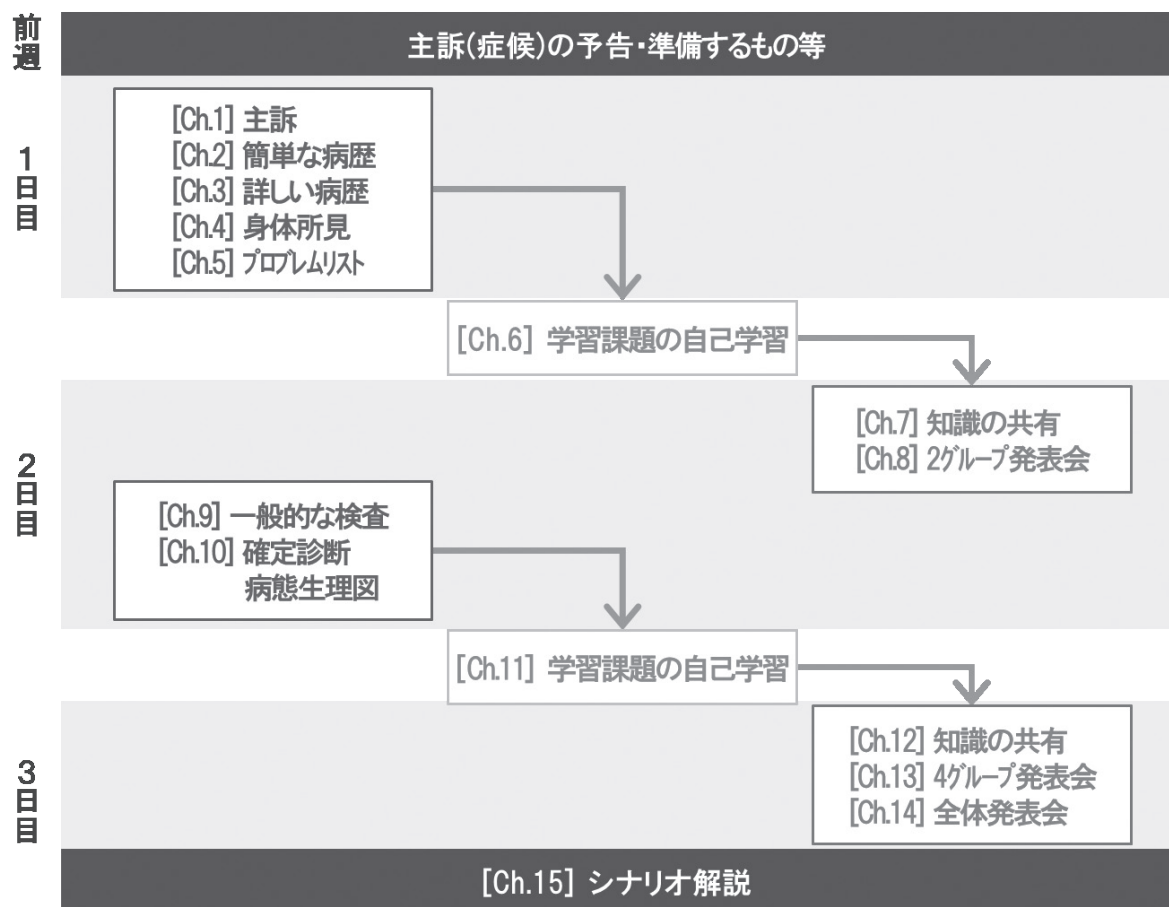 前週
主訴(症候)の予告・準備するもの等
1日目
[Ch.1] 主訴
[Ch.2] 簡単な病歴
[Ch.3] 詳しい病歴
[Ch.4] 身体所見
[Ch.5] プロブレムリスト
[Ch.6] 学習課題の自己学習
2日目
[Ch.7] 知識の共有
[Ch.8] 2グループ発表会
[Ch.9] 一般的な検査
[Ch.10] 確定診断
病態生理図
[Ch.11] 学習課題の自己学習
3日目
[Ch.12] 知識の共有
[Ch.13] 4グループ発表会
[Ch.14] 全体発表会
[Ch.15] シナリオ解説